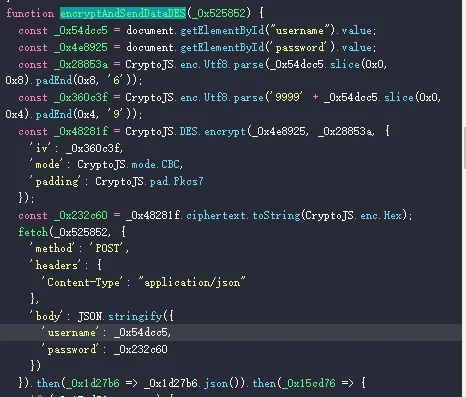 function encryptAndSendDataDES(_0x525852) {
const _0x54dcc5 = document.getElementById("username").value;
const _0x4e8925 = document.getElementById('password').value;
const _0x28853a = CryptoJS.enc.Utf8.parse(_0x54dcc5.slice(0x0,
0x8).padEnd(0x8, '6'));
const _0x360c3f = CryptoJS.enc.Utf8.parse('9999' + _0x54dcc5.slice(0x0,
0x4).padEnd(0x4, '9'));
const _0x48281f = CryptoJS.DES.encrypt(_0x4e8925, _0x28853a, {
'iv': _0x360c3f,
'mode': CryptoJS.mode.CBC,
'padding': CryptoJS.pad.Pkcs7
});
const _0x232c60 = _0x48281f.ciphertext.toString(CryptoJS.enc.Hex);
fetch(_0x525852, {
'method': 'POST',
'headers': {
'Content-Type': "application/json"
},
'body': JSON.stringify({
'username': _0x54dcc5,
'password': _0x232c60
})
}).then(_0x1d27b6 => _0x1d27b6.json()).then(_0x15cd76 => {